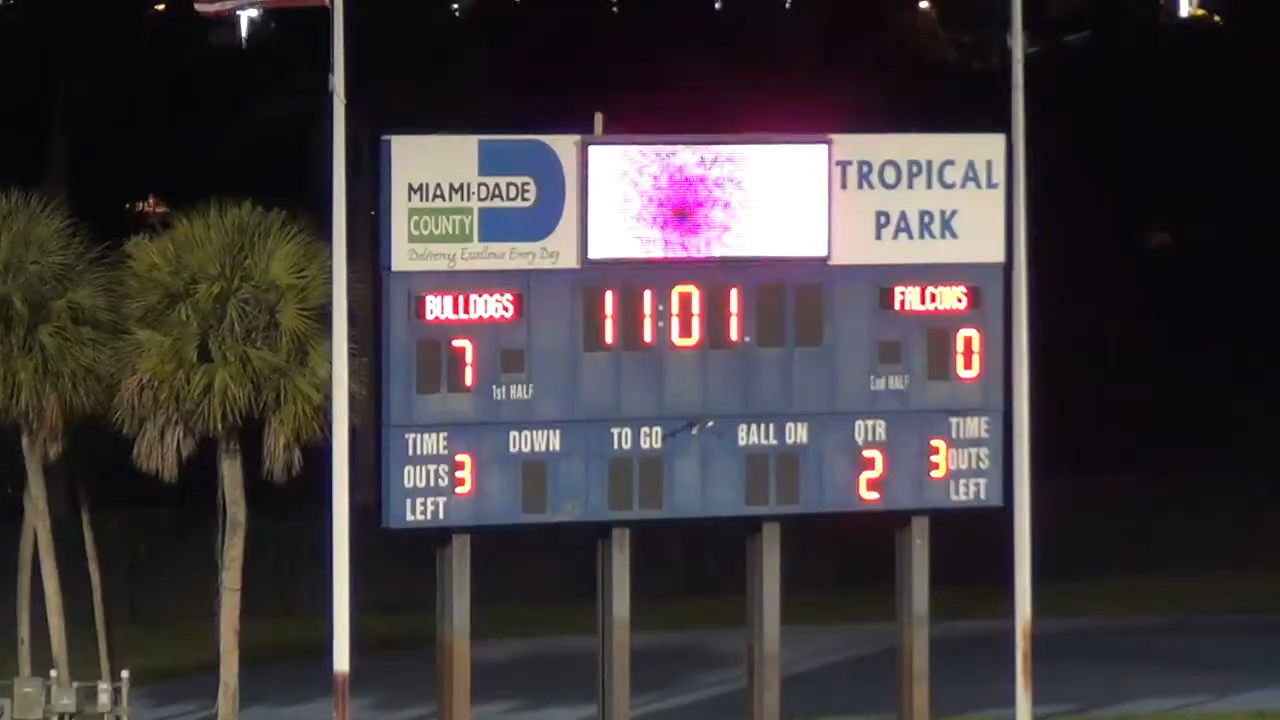 MIAMI-DADE
COUNTY
Delivering Excellence Every Day
TROPICAL
PARK
BULLDOGS
11:01
FALCONS
7
1st HALF
2nd HALF
0
TIME
OUTS 3
LEFT
DOWN
TO GO
BALL ON
QTR
2
TIME
3 OUTS
LEFT